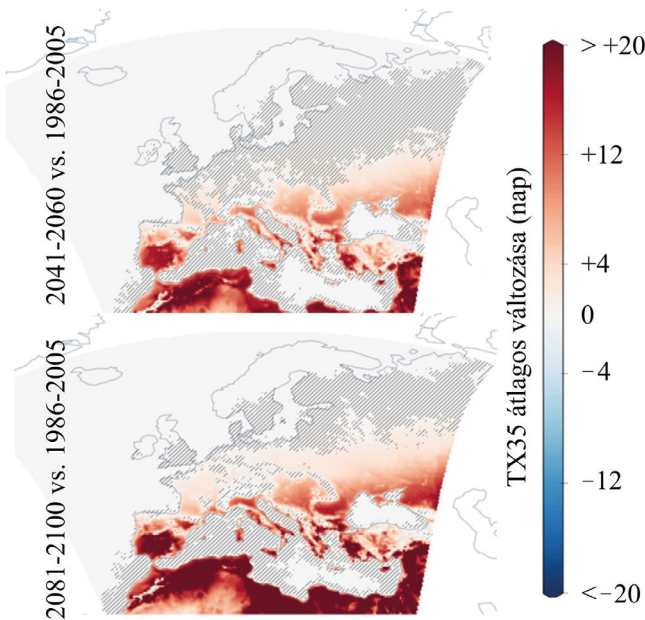 2041-2060 vs. 1986-2005
2081-2100 vs. 1986-2005
TX35 átlagos változása (nap)
> +20
+12
+4
0
−4
−12
<−20